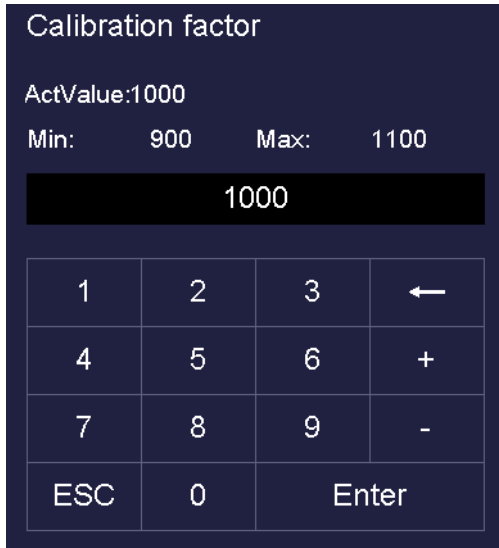 Calibration factor
ActValue:1000
Min: 900 Max: 1100
1000
1 2 3 ←
4 5 6 +
7 8 9 -
ESC 0 Enter